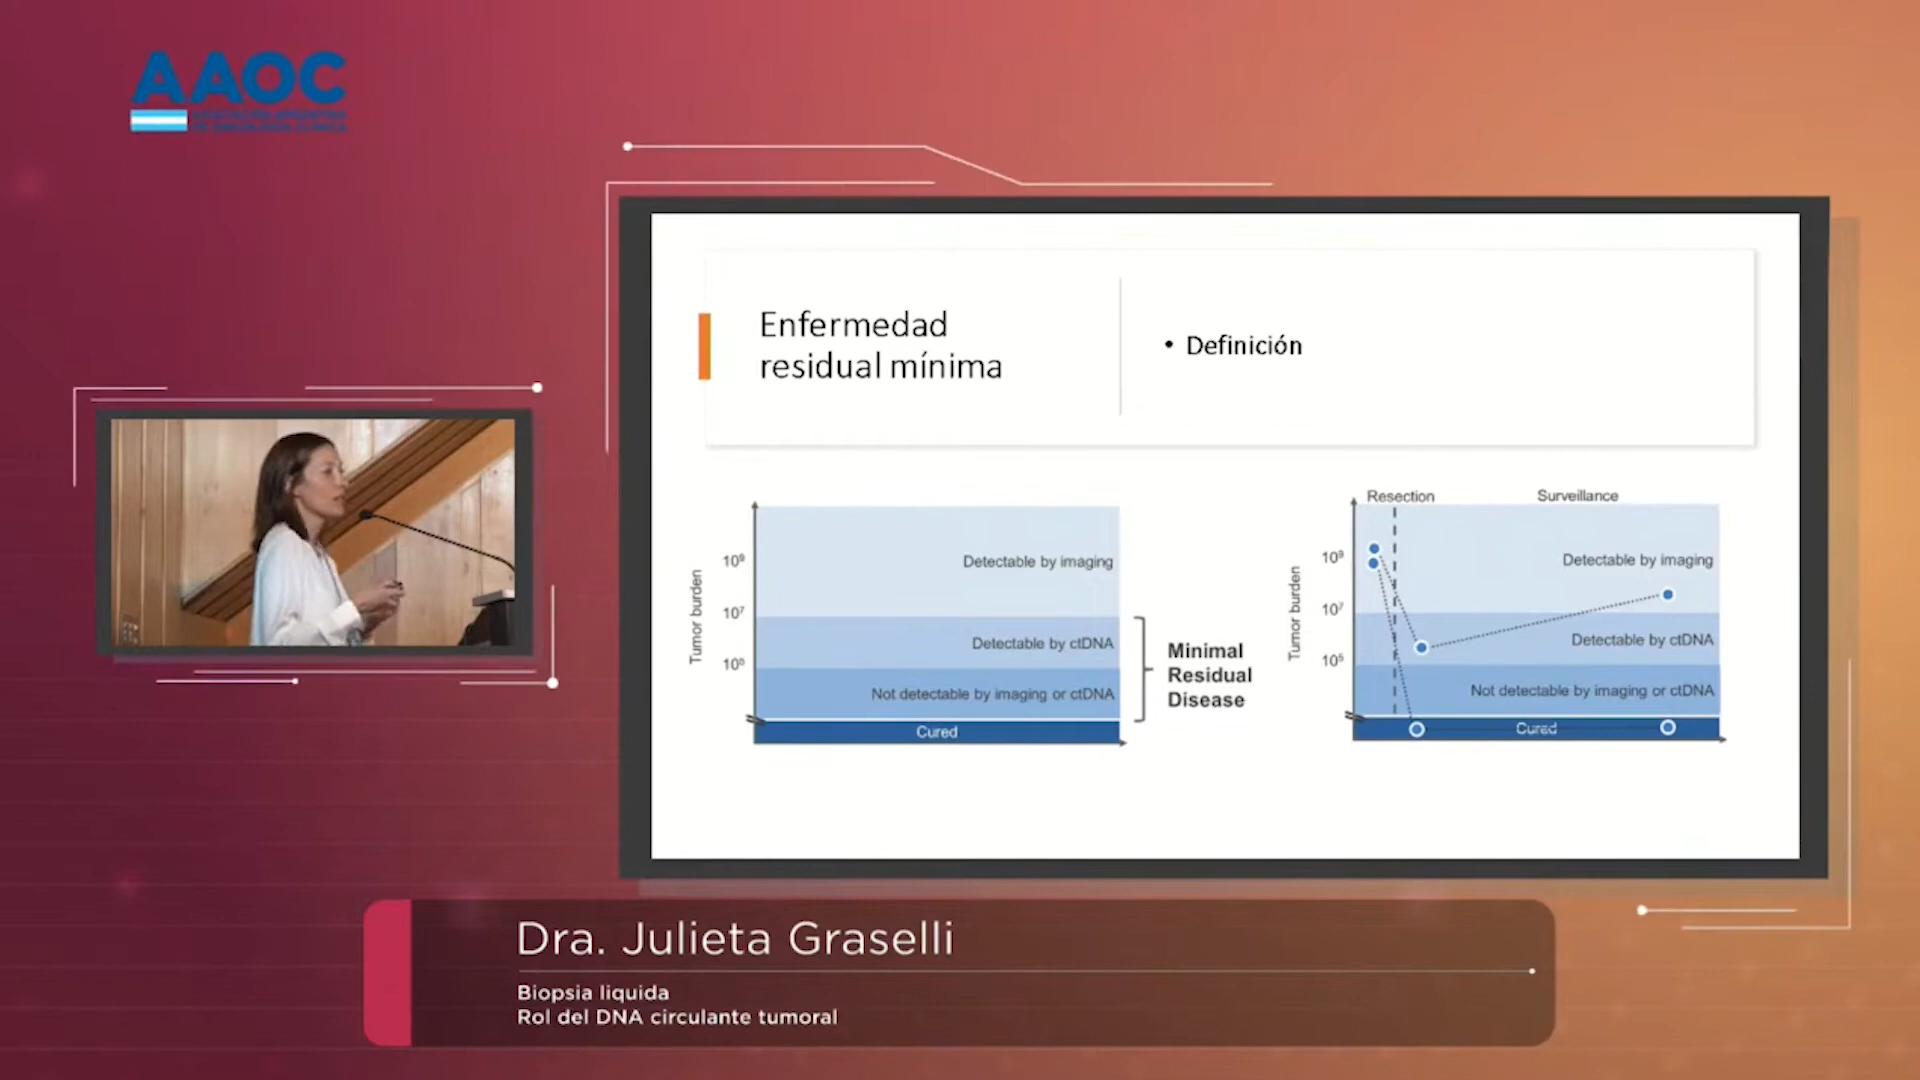 AAOC
Enfermedad
residual mínima
• Definición
Tumor burden
10⁹
10⁷
Detectable by imaging
Detectable by ctDNA
Not detectable by imaging or ctDNA
Cured
Minimal
Residual
Disease
Resection
Surveillance
Tumor burden
10⁹
10⁷
Detectable by imaging
Detectable by ctDNA
Not detectable by imaging or ctDNA
Cured
Dra. Julieta Graselli
Biopsia liquida
Rol del DNA circulante tumoral